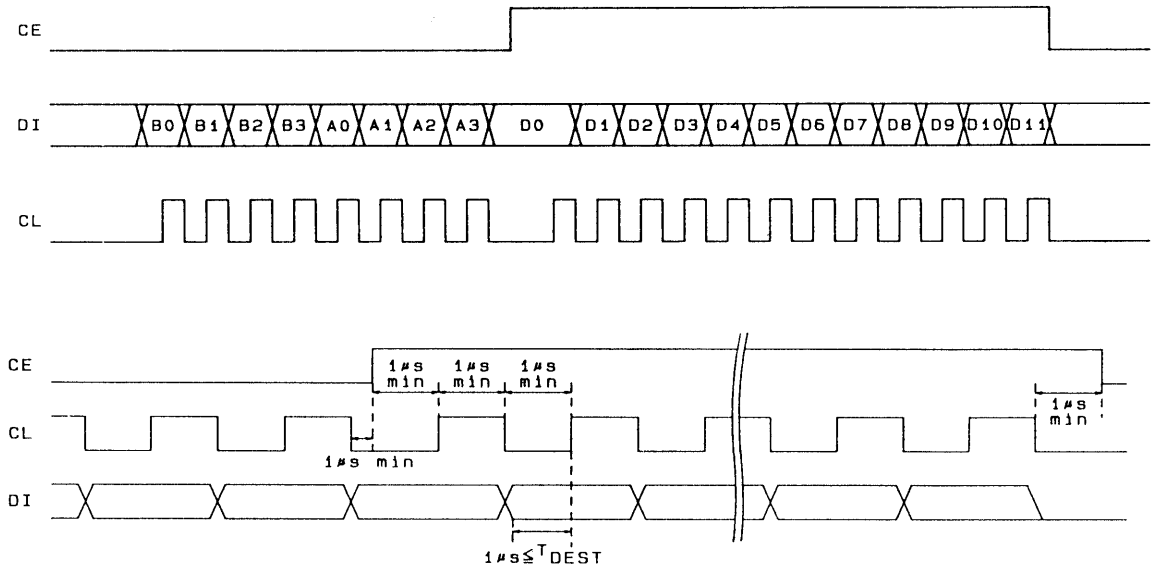 CE
DI B0 B1 B2 B3 A0 A1 A2 A3 D0 D1 D2 D3 D4 D5 D6 D7 D8 D9 D10 D11
CL
CE 1μs min 1μs min 1μs min
CL 1μs min 1μs min
DI
1μs≦TDEST